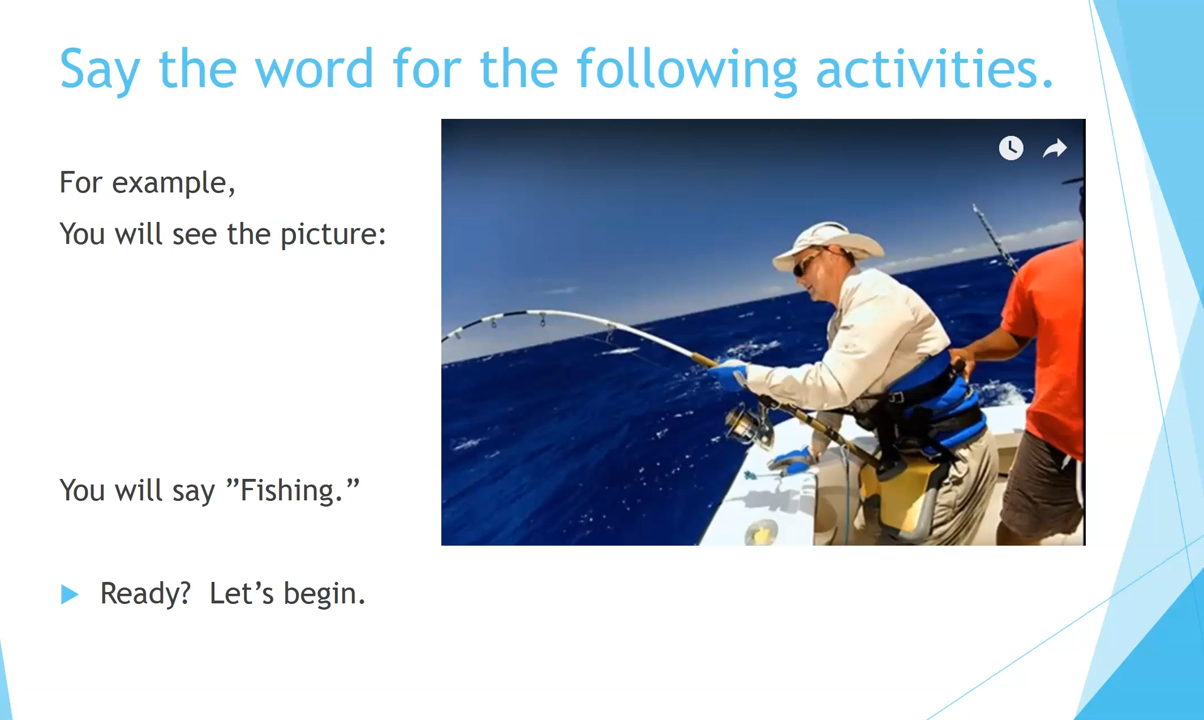 Say the word for the following activities.
For example,
You will see the picture:
You will say ”Fishing.”
Ready?  Let’s begin.